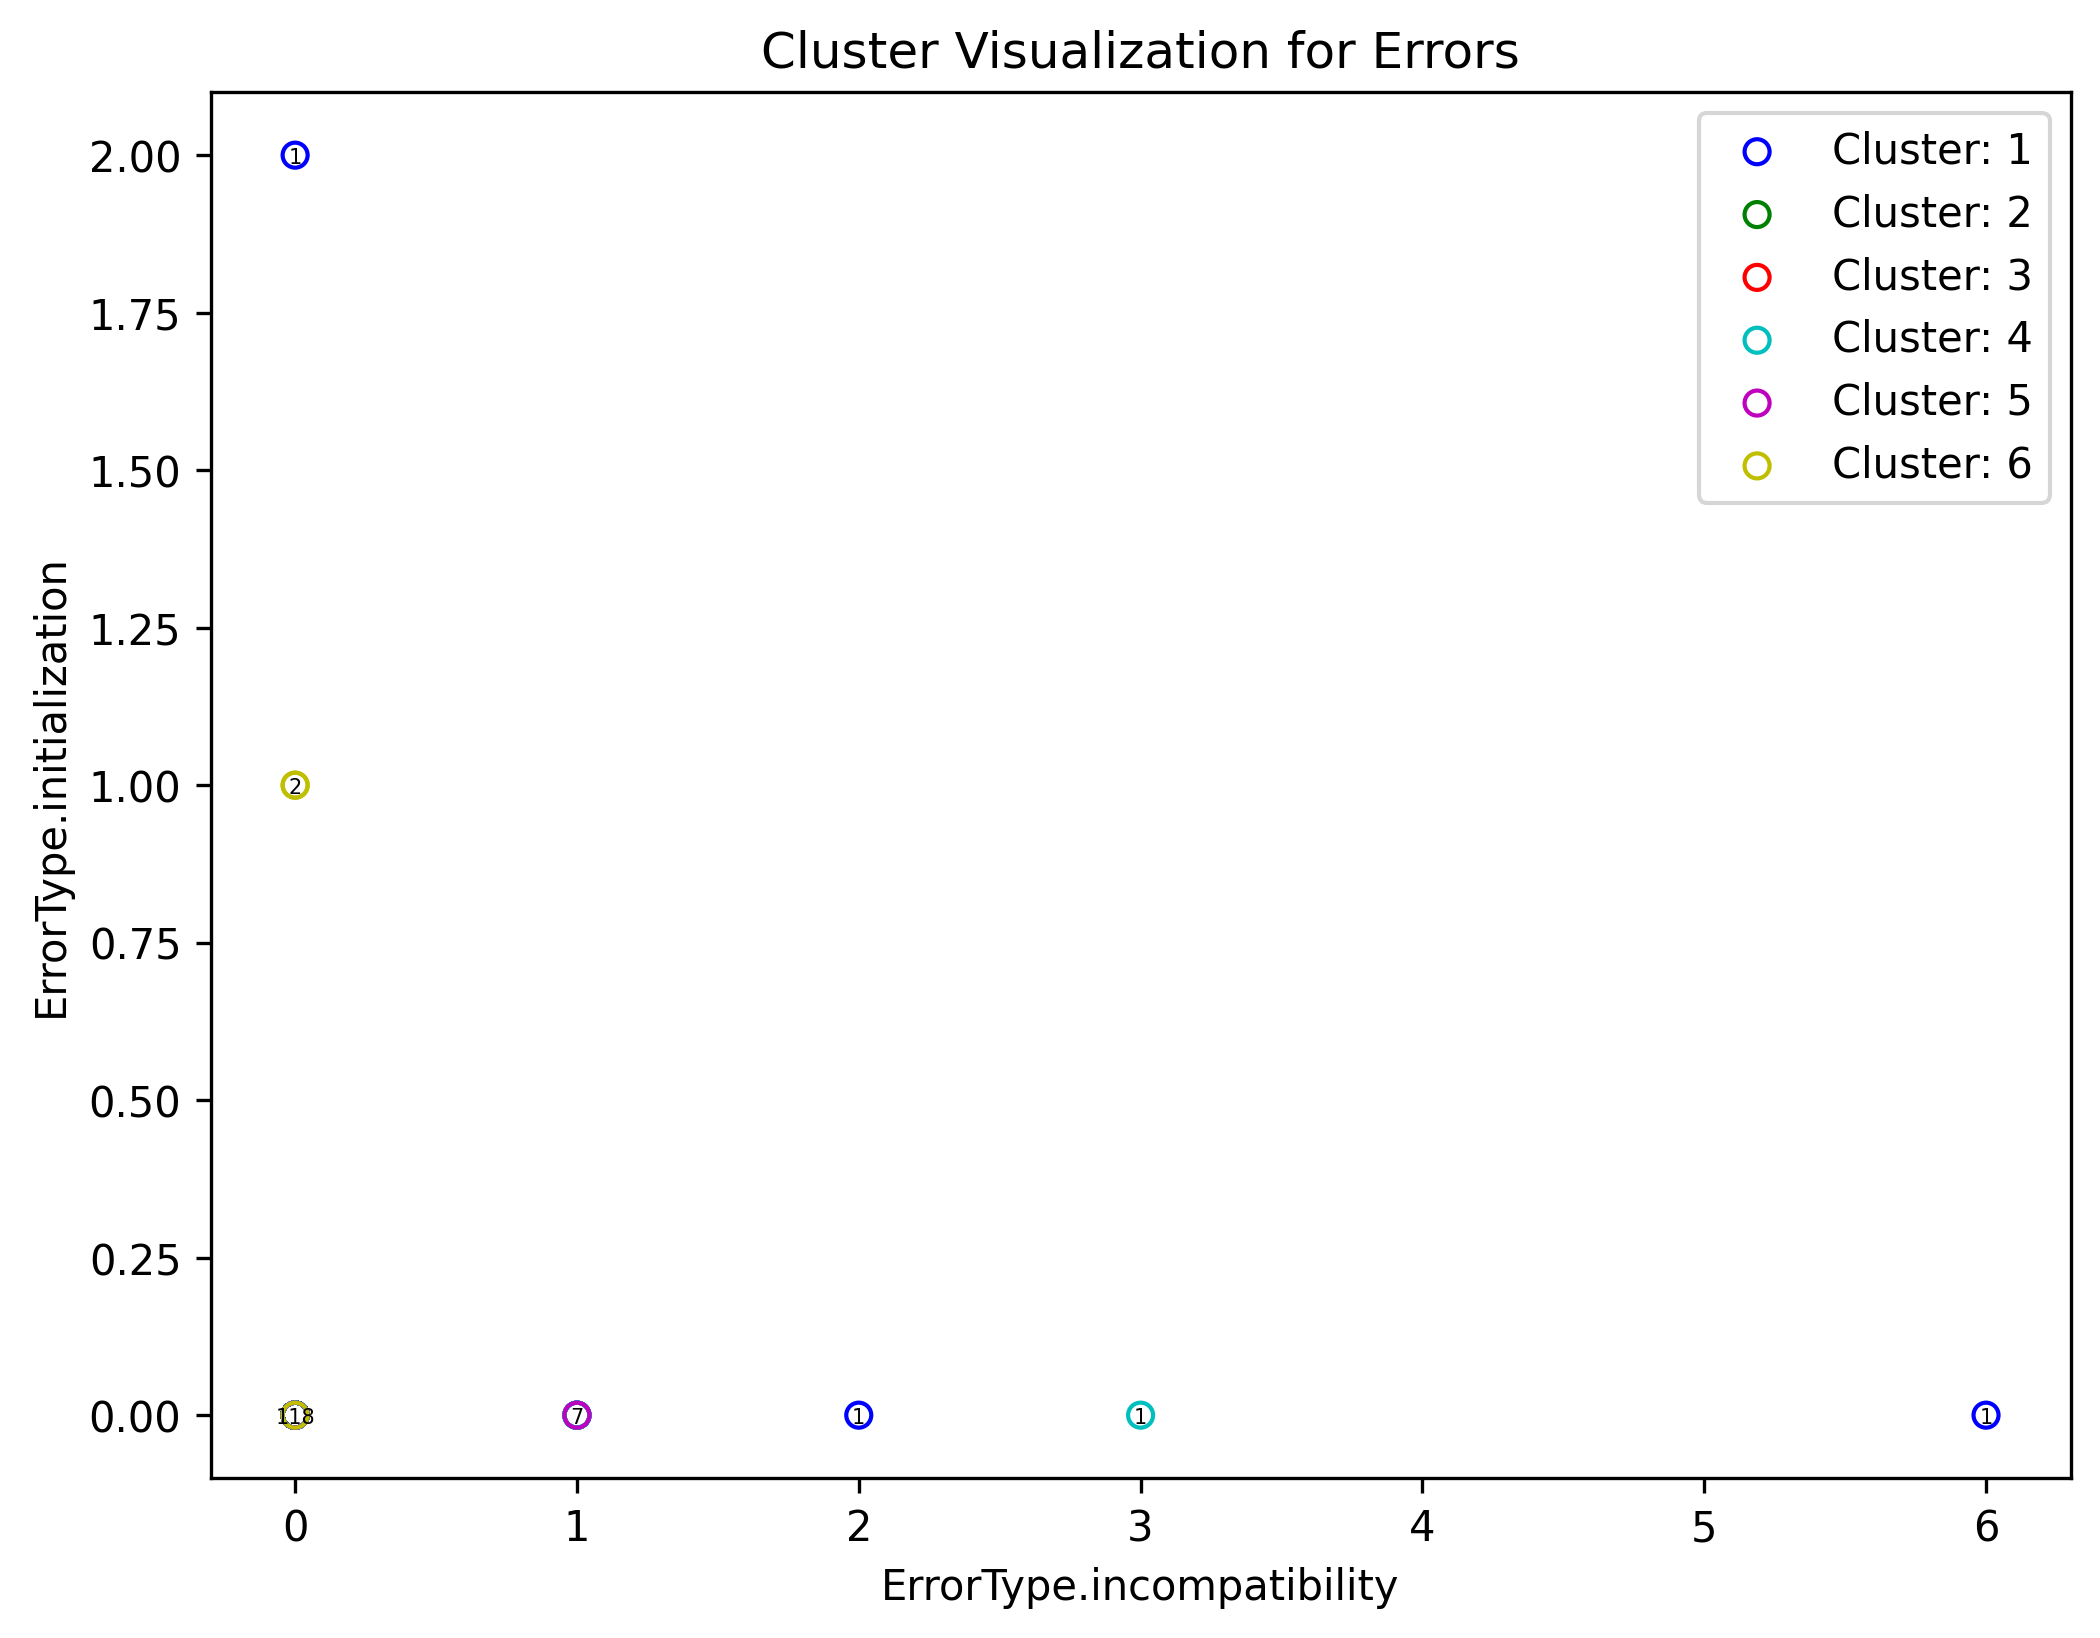 Cluster Visualization for Errors
Cluster: 1
Cluster: 2
Cluster: 3
Cluster: 4
Cluster: 5
Cluster: 6
2.00
1.75
1.50
1.25
1.00
0.75
0.50
0.25
0.00
ErrorType.initialization
1
2
118
7
1
1
1
0 1 2 3 4 5 6
ErrorType.incompatibility